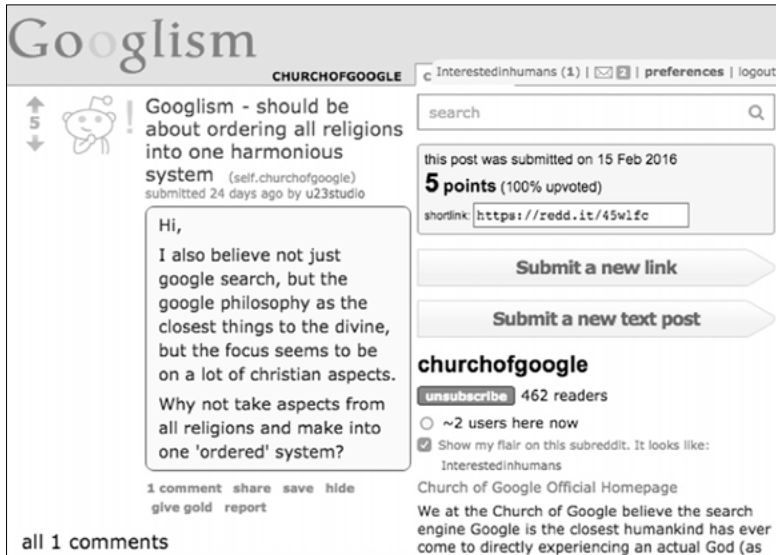 Googlism
CHURCHOFGOOGLE
Interestedinhumans (1) | 2 | preferences | logout
5
!
Googlism - should be
about ordering all religions
into one harmonious
system (self.churchofgoogle)
submitted 24 days ago by u23studio
Hi,
I also believe not just
google search, but the
google philosophy as the
closest things to the divine,
but the focus seems to be
on a lot of christian aspects.
Why not take aspects from
all religions and make into
one 'ordered' system?
1 comment share save hide
give gold report
all 1 comments
search
this post was submitted on 15 Feb 2016
5 points (100% upvoted)
shortlink: https://redd.it/45wlfc
Submit a new link
Submit a new text post
churchofgoogle
unsubscribe 462 readers
~2 users here now
Show my flair on this subreddit. It looks like:
Interestedinhumans
Church of Google Official Homepage
We at the Church of Google believe the search
engine Google is the closest humankind has ever
come to directly experiencing an actual God (as